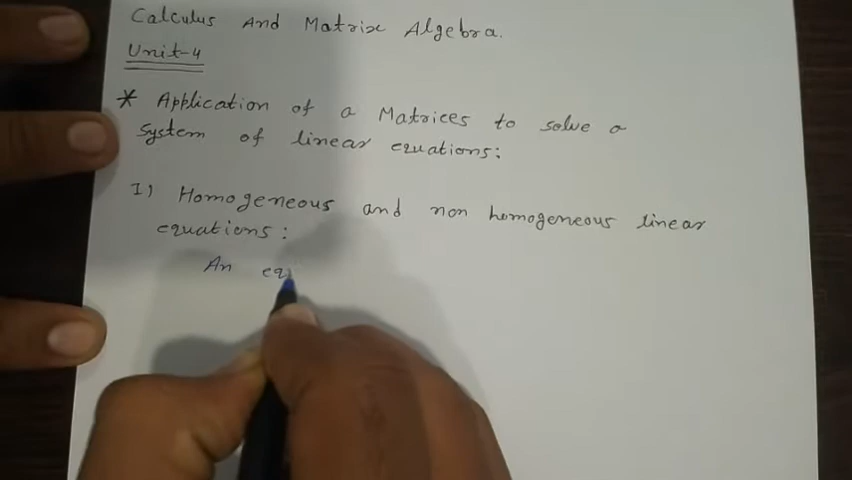 Calculus And Matrix Algebra.
Unit-4
* Application of a Matrices to solve a
System of linear equations:
I) Homogeneous and non homogeneous linear
equations:
An eq